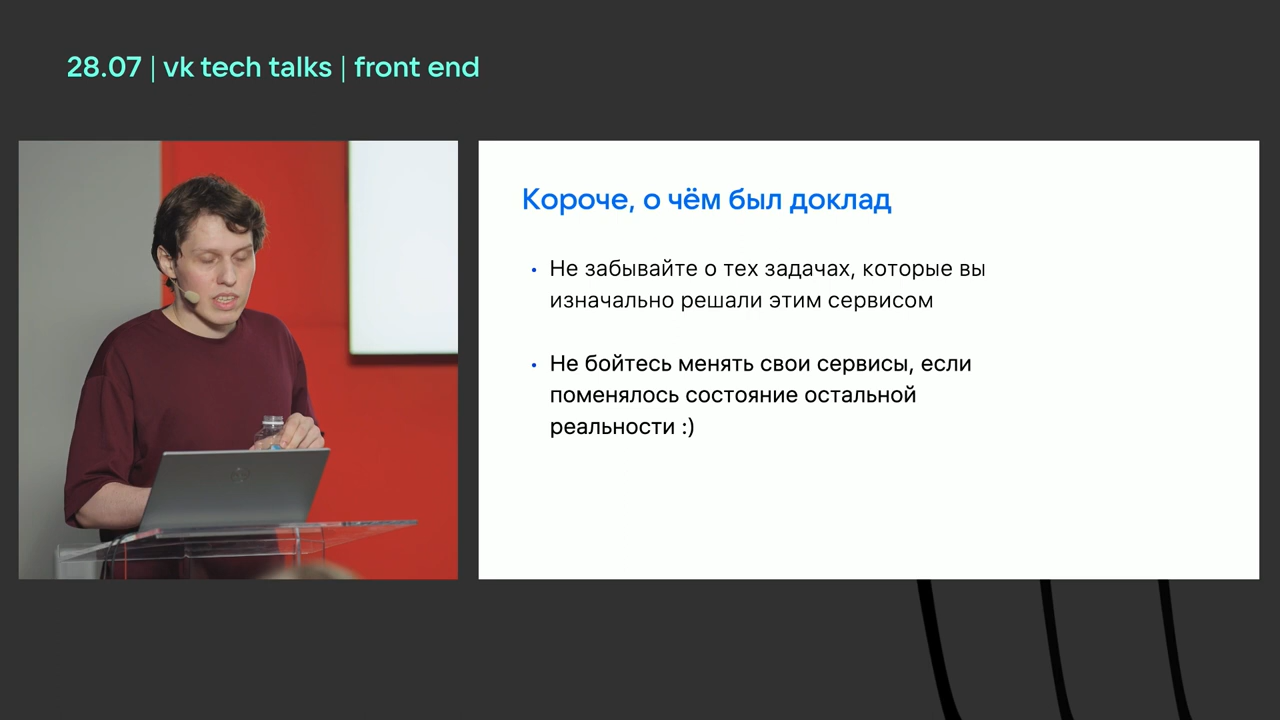 28.07 | vk tech talks | front end
Короче, о чём был доклад
• Не забывайте о тех задачах, которые вы
изначально решали этим сервисом
• Не бойтесь менять свои сервисы, если
поменялось состояние остальной
реальности :)